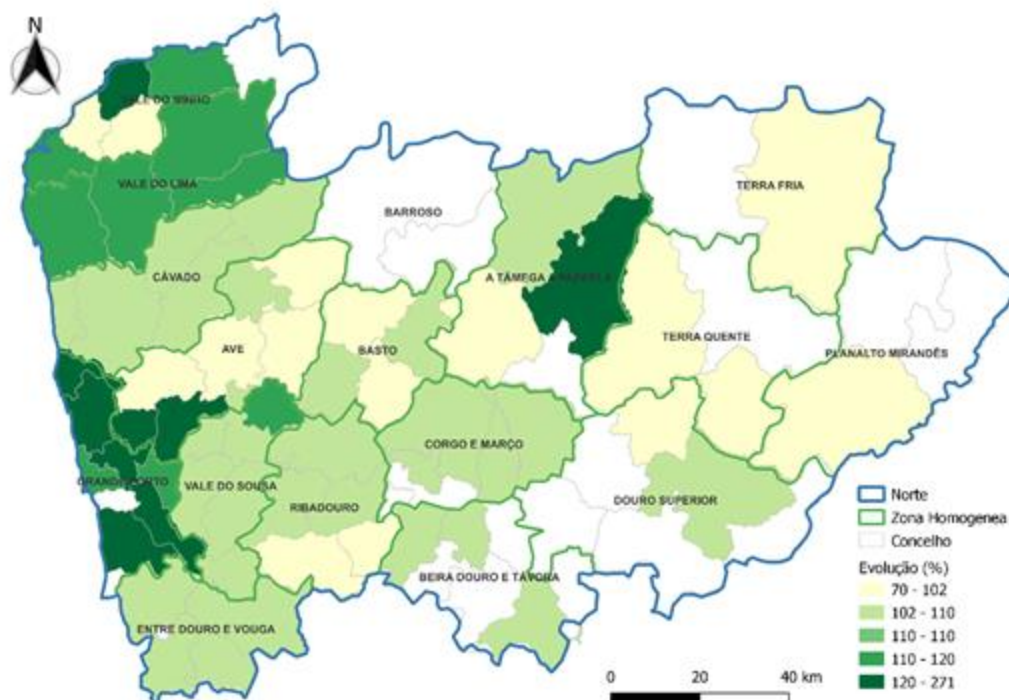 N
VALE DO MINHO
VALE DO LIMA
BARROSO
TERRA FRIA
CÁVADO
A TÂMEGA
AVE
BASTO
TERRA QUENTE
PLANALTO MIRANDÊS
CORGO E MARÇO
GRANDE PORTO
VALE DO SOUSA
RIBADOURO
DOURO SUPERIOR
BEIRA DOURO E TÁVORA
ENTRE DOURO E VOUGA
Norte
Zona Homogenea
Concelho
Evolução (%)
70 - 102
102 - 110
110 - 110
110 - 120
120 - 271
0 20 40 km